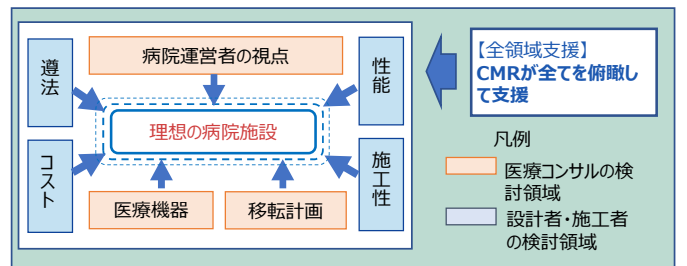 病院運営者の視点
遵法
性能
理想の病院施設
コスト
施工性
医療機器
移転計画
【全領域支援】
CMRが全てを俯瞰し
て支援
凡例
医療コンサルの検
討領域
設計者・施工者
の検討領域